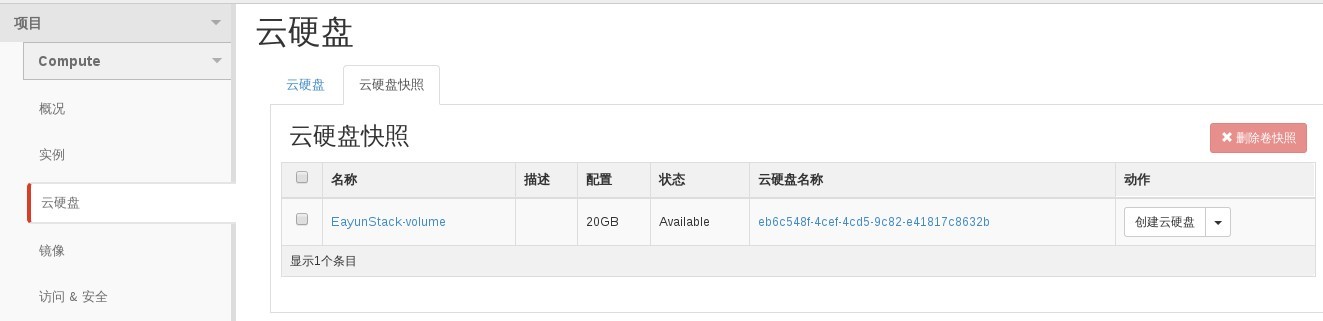 项目
Compute
概况
实例
云硬盘
镜像
访问 & 安全
云硬盘
云硬盘 云硬盘快照
云硬盘快照
删除卷快照
名称 描述 配置 状态 云硬盘名称 动作
EayunStack-volume 20GB Available eb6c548f-4cef-4cd5-9c82-e41817c8632b 创建云硬盘
显示1个条目